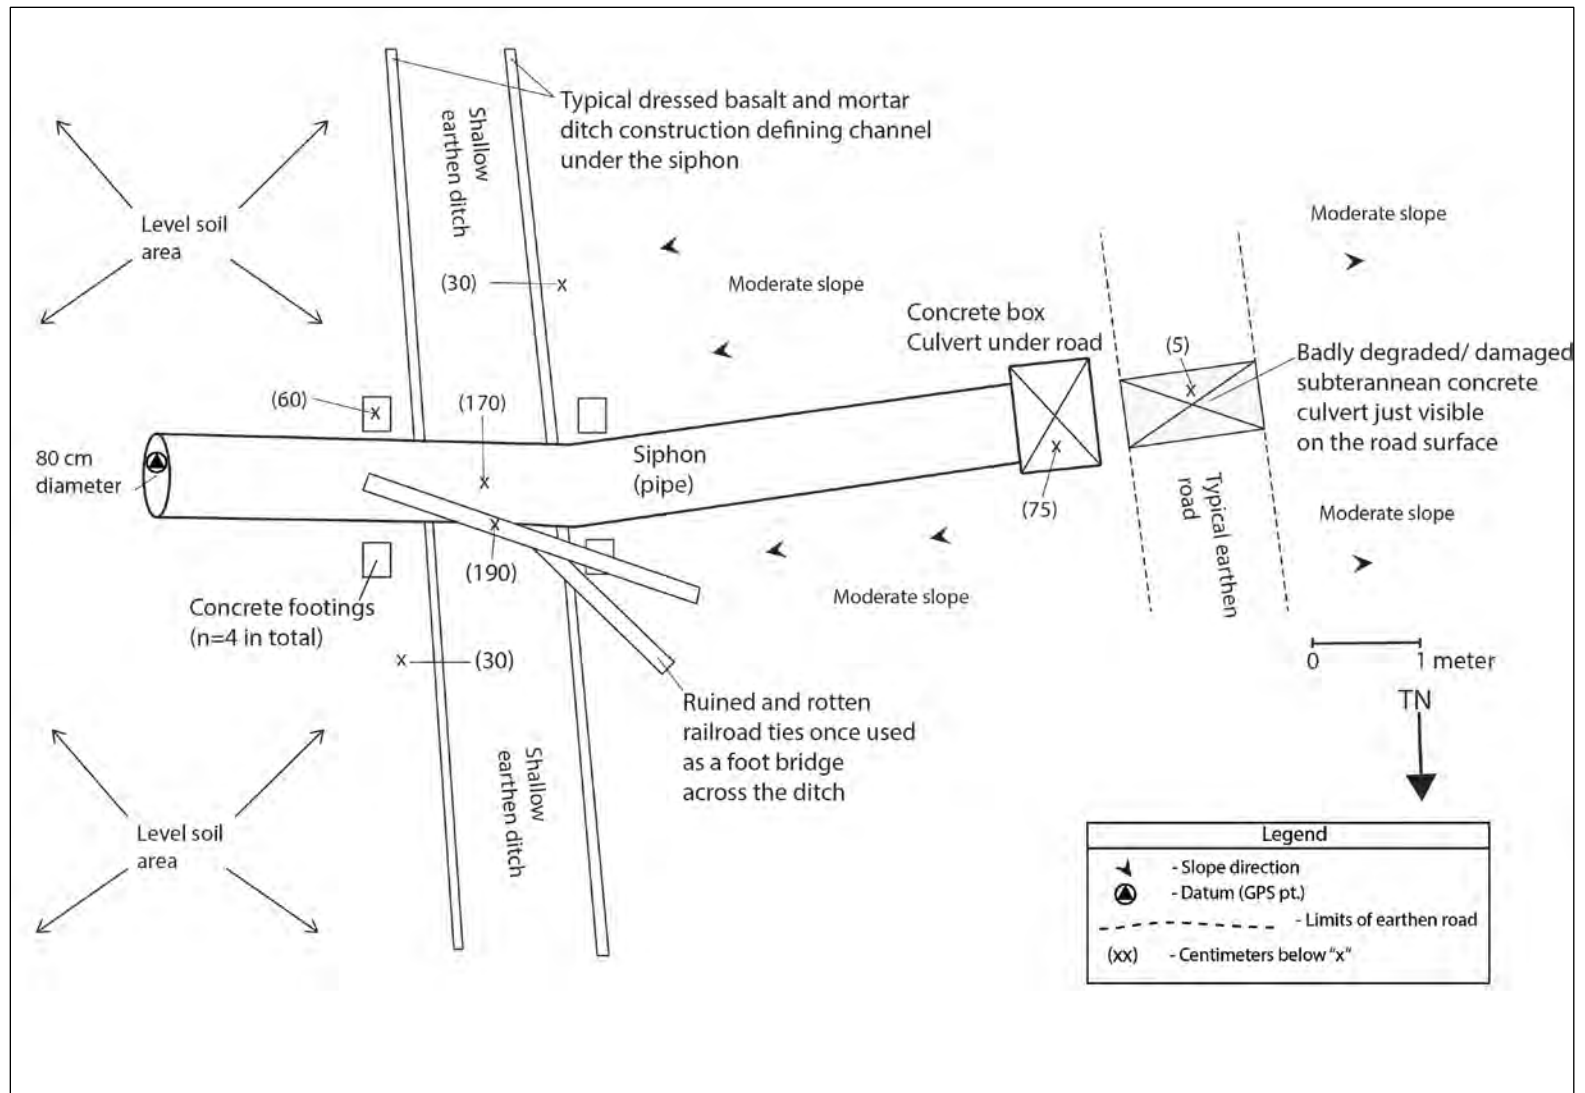 Typical dressed basalt and mortar
ditch construction defining channel
under the siphon
Shallow
earthen ditch
Level soil
area
Moderate slope
(30)
Moderate slope
Concrete box
Culvert under road
(5)
Badly degraded/ damaged
subterannean concrete
culvert just visible
on the road surface
(60)
(170)
80 cm
diameter
Siphon
(pipe)
(75)
Typical earthen
road
Moderate slope
(190)
Concrete footings
(n=4 in total)
Moderate slope
(30)
0 1 meter
TN
Ruined and rotten
railroad ties once used
as a foot bridge
across the ditch
Shallow
earthen ditch
Level soil
area
Legend
- Slope direction
- Datum (GPS pt.)
- Limits of earthen road
(xx) - Centimeters below "x"